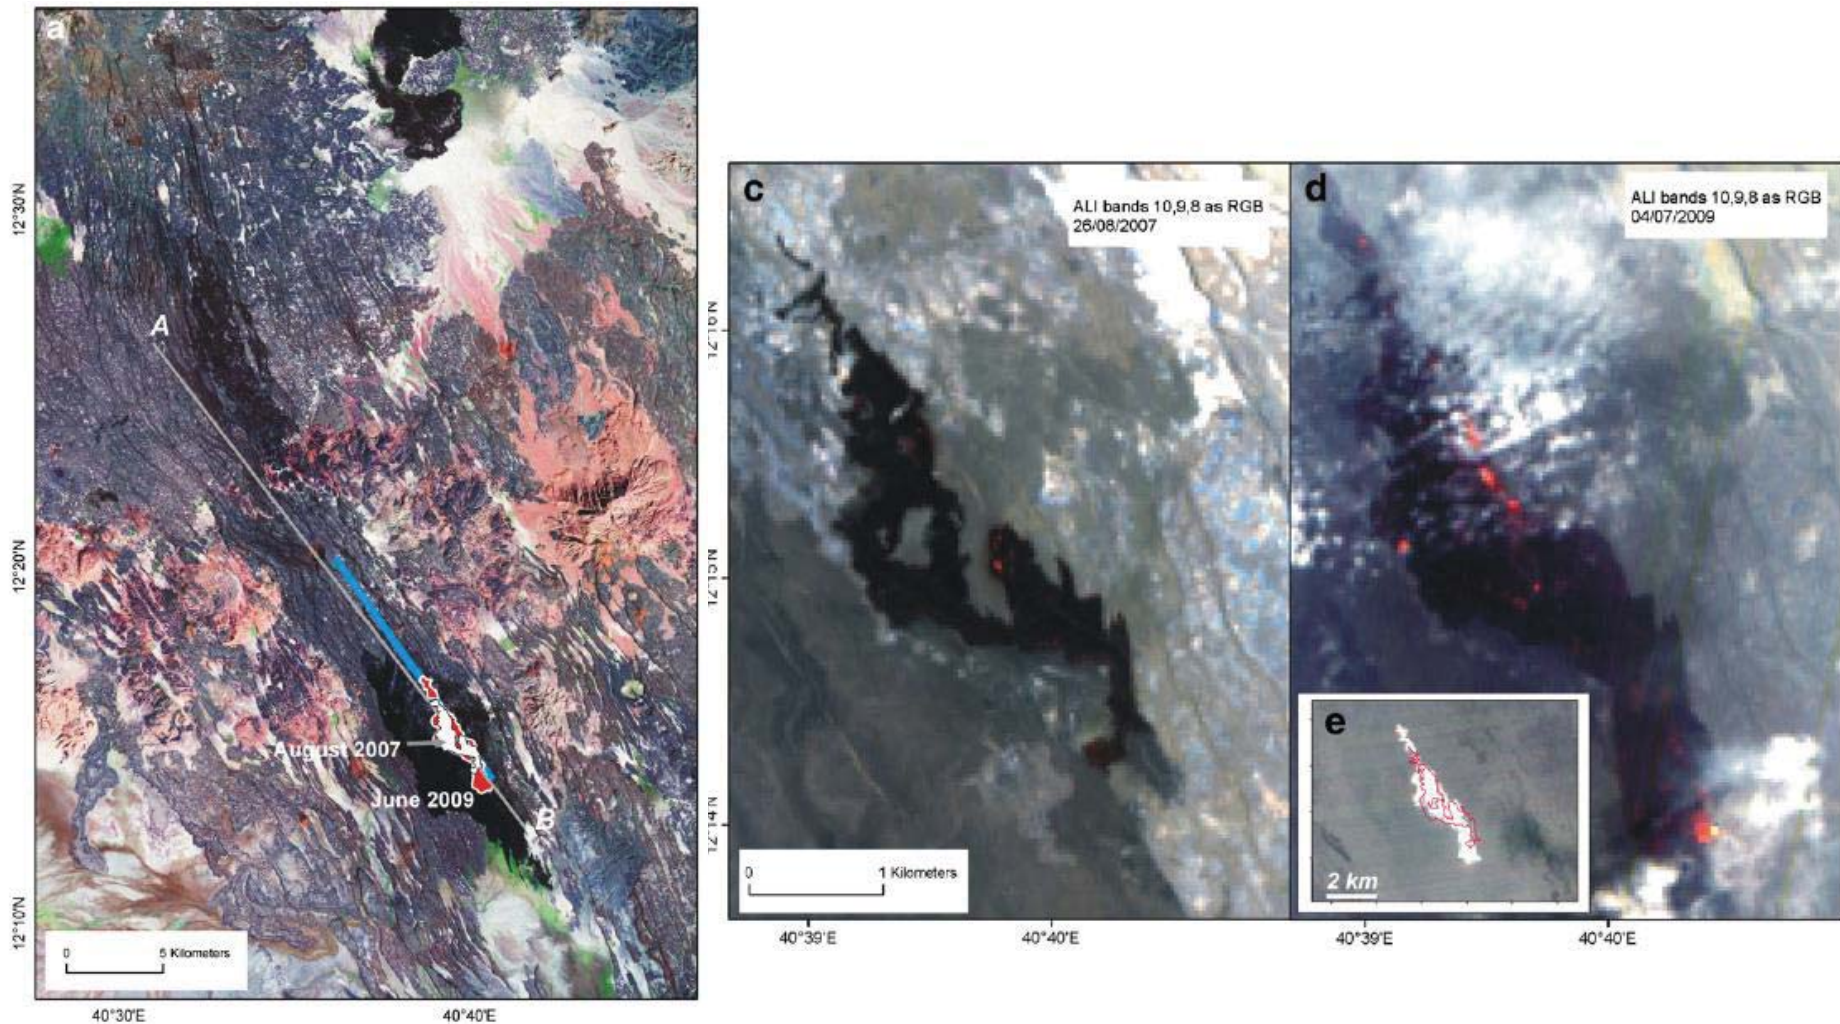 a
12°30'N
A
12°20'N
August 2007
June 2009
B
12°10'N
0 5 Kilometers
40°30'E 40°40'E
c
ALI bands 10,9,8 as RGB
26/08/2007
0 1 Kilometers
40°39'E 40°40'E
d
ALI bands 10,9,8 as RGB
04/07/2009
e
2 km
40°39'E 40°40'E